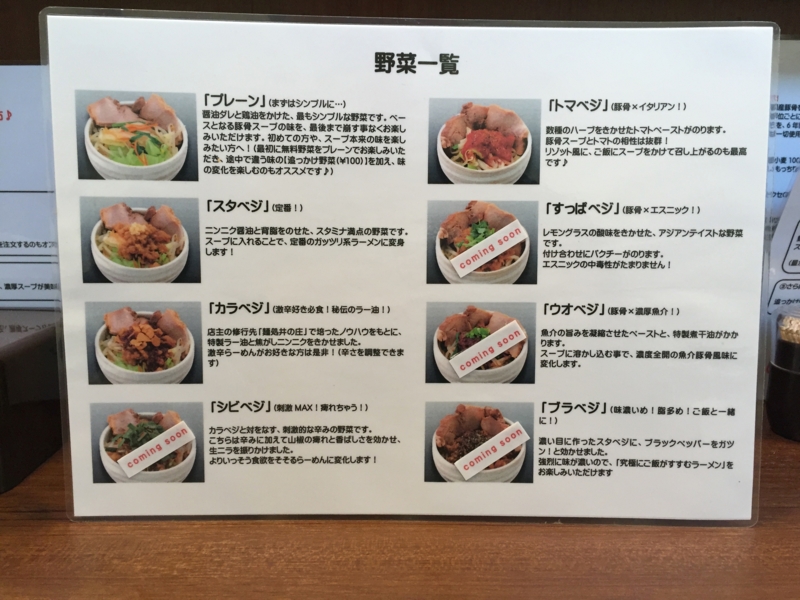 野菜一覧
「プレーン」(まずはシンプルに…)
醤油ダレと鶏油をかけた、最もシンプルな野菜です。ベー
スとなる豚骨スープの味を、最後まで崩す事なくお楽し
みいただけます。初めての方や、スープ本来の味を楽し
みたい方へ!(最初に無料野菜をプレーンでお楽しみいた
だき、途中で違う味の【追っかけ野菜(¥100)】を加え、味
の変化を楽しむのもオススメです♪)
「スタベジ」(定番!)
ニンニク醤油と背脂をのせた、スタミナ満点の野菜です。
スープに入れることで、定番のガッツリ系ラーメンに変身
します!
「カラベジ」(激辛好き必食!秘伝のラー油!)
店主の修行先「麺処井の庄」で培ったノウハウをもとに、
特製ラー油と焦がしニンニクをきかせました。
激辛らーめんがお好きな方は是非!(辛さを調整できま
す)
「シビベジ」(刺激MAX!痺れちゃう!)
カラベジと対をなす、刺激的な辛みの野菜です。
こちらは辛みに加えて山椒の痺れと香ばしさを効かせ、
生ニラを振りかけました。
よりいっそう食欲をそそるらーめんに変化します!
coming soon
「トマベジ」(豚骨×イタリアン!)
数種のハーブをきかせたトマトペーストがのります。
豚骨スープとトマトの相性は抜群!
リゾット風に、ご飯にスープをかけて召し上がるのも最高
です♪
「すっぱベジ」(豚骨×エスニック!)
レモングラスの酸味をきかせた、アジアンテイストな野菜
です。
付け合わせにパクチーがのります。
エスニックの中毒性がたまりません!
coming soon
「ウオベジ」(豚骨×濃厚魚介!)
魚介の旨みを凝縮させたペーストと、特製煮干油がかか
ります。
スープに溶かし込む事で、濃度全開の魚介豚骨風味に
変化します。
coming soon
「ブラベジ」(味濃いめ!脂多め!ご飯と一緒
に!)
濃い目に作ったスタベジに、ブラックペッパーをガツ
ン!と効かせました。
強烈に味が濃いので、「究極にご飯がすすむラーメン」を
お楽しみいただけます
coming soon